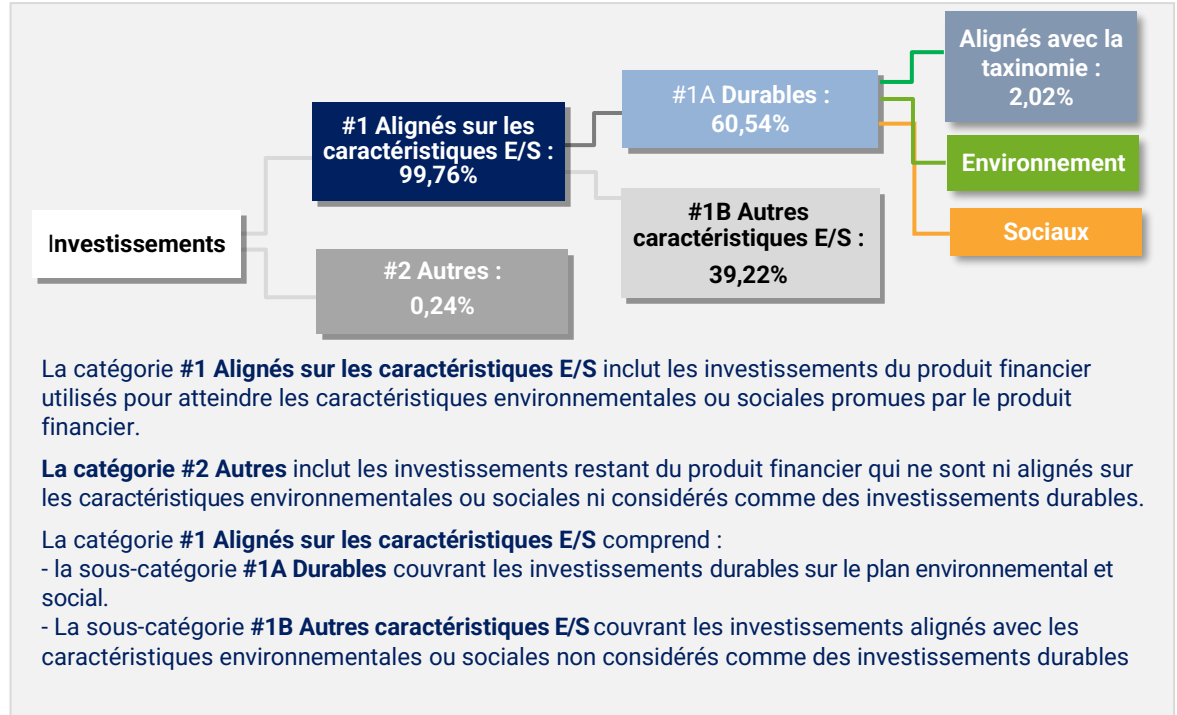 Alignés avec la
taxinomie :
2,02%
#1A Durables :
60,54%
#1 Alignés sur les
caractéristiques E/S :
99,76%
Environnement
#1B Autres
caractéristiques E/S :
39,22%
Sociaux
Investissements
#2 Autres :
0,24%
La catégorie #1 Alignés sur les caractéristiques E/S inclut les investissements du produit financier
utilisés pour atteindre les caractéristiques environnementales ou sociales promues par le produit
financier.
La catégorie #2 Autres inclut les investissements restant du produit financier qui ne sont ni alignés sur
les caractéristiques environnementales ou sociales ni considérés comme des investissements durables.
La catégorie #1 Alignés sur les caractéristiques E/S comprend :
- la sous-catégorie #1A Durables couvrant les investissements durables sur le plan environnemental et
social.
- La sous-catégorie #1B Autres caractéristiques E/S couvrant les investissements alignés avec les
caractéristiques environnementales ou sociales non considérés comme des investissements durables